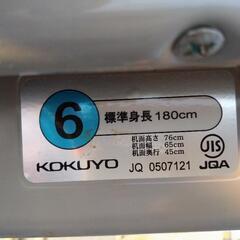 6
標準身長 180cm
机面高さ 76cm
机面幅 65cm
机面奥行 45cm
KOKUYO
JQ 0507121
JIS
JQA